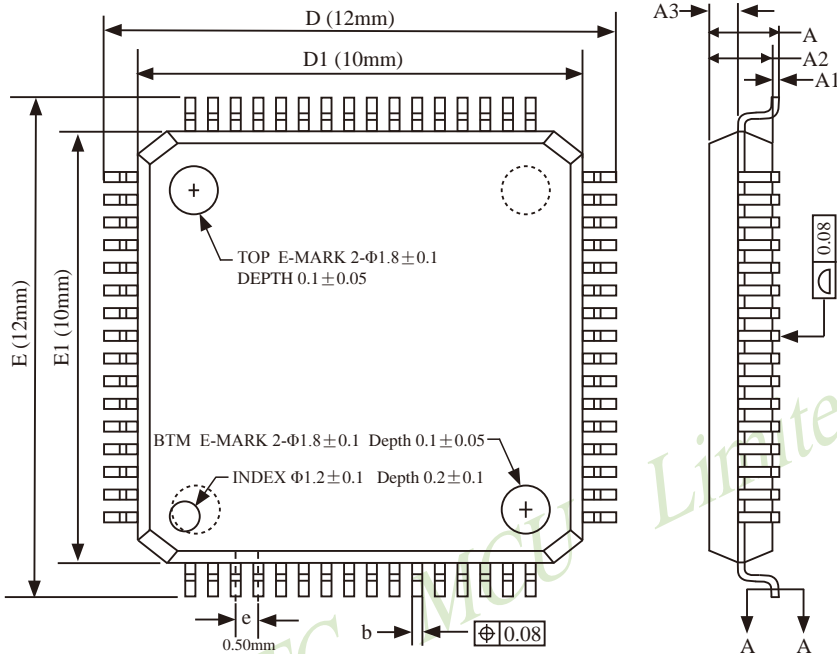 D (12mm)
D1 (10mm)
A3
A
A2
A1
E (12mm)
E1 (10mm)
TOP E-MARK 2-Φ1.8±0.1
DEPTH 0.1±0.05
0.08
BTM E-MARK 2-Φ1.8±0.1 Depth 0.1±0.05
INDEX Φ1.2±0.1 Depth 0.2±0.1
MCU Limite
e
0.50mm
b
0.08
A
A